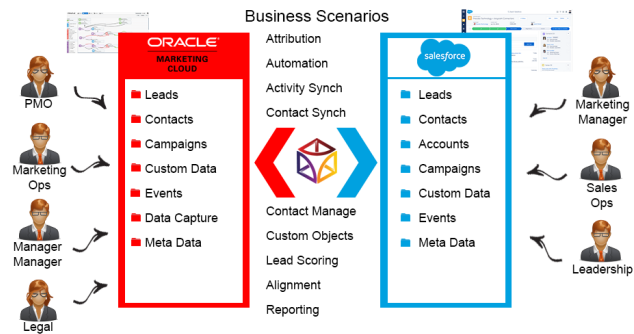 Business Scenarios
ORACLE
MARKETING
CLOUD
Leads
Contacts
Campaigns
Custom Data
Events
Data Capture
Meta Data
Attribution
Automation
Activity Synch
Contact Synch
Contact Manage
Custom Objects
Lead Scoring
Alignment
Reporting
salesforce
Leads
Contacts
Accounts
Campaigns
Custom Data
Events
Meta Data
PMO
Marketing
Ops
Manager
Manager
Legal
Marketing
Manager
Sales
Ops
Leadership